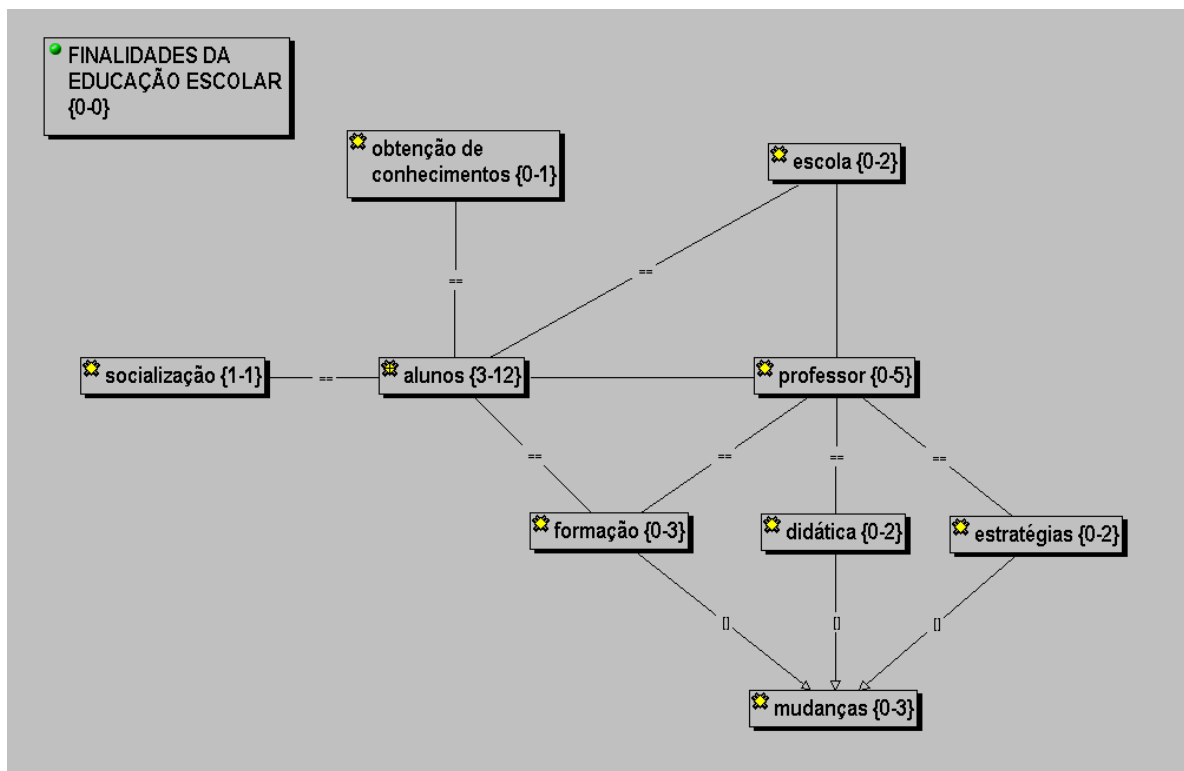 FINALIDADES DA
EDUCAÇÃO ESCOLAR
{0-0}
obtenção de
conhecimentos {0-1}
escola {0-2}
==
==
socialização {1-1}
==
alunos {3-12}
professor {0-5}
==
==
==
==
formação {0-3}
didática {0-2}
estratégias {0-2}
[]
[]
[]
mudanças {0-3}